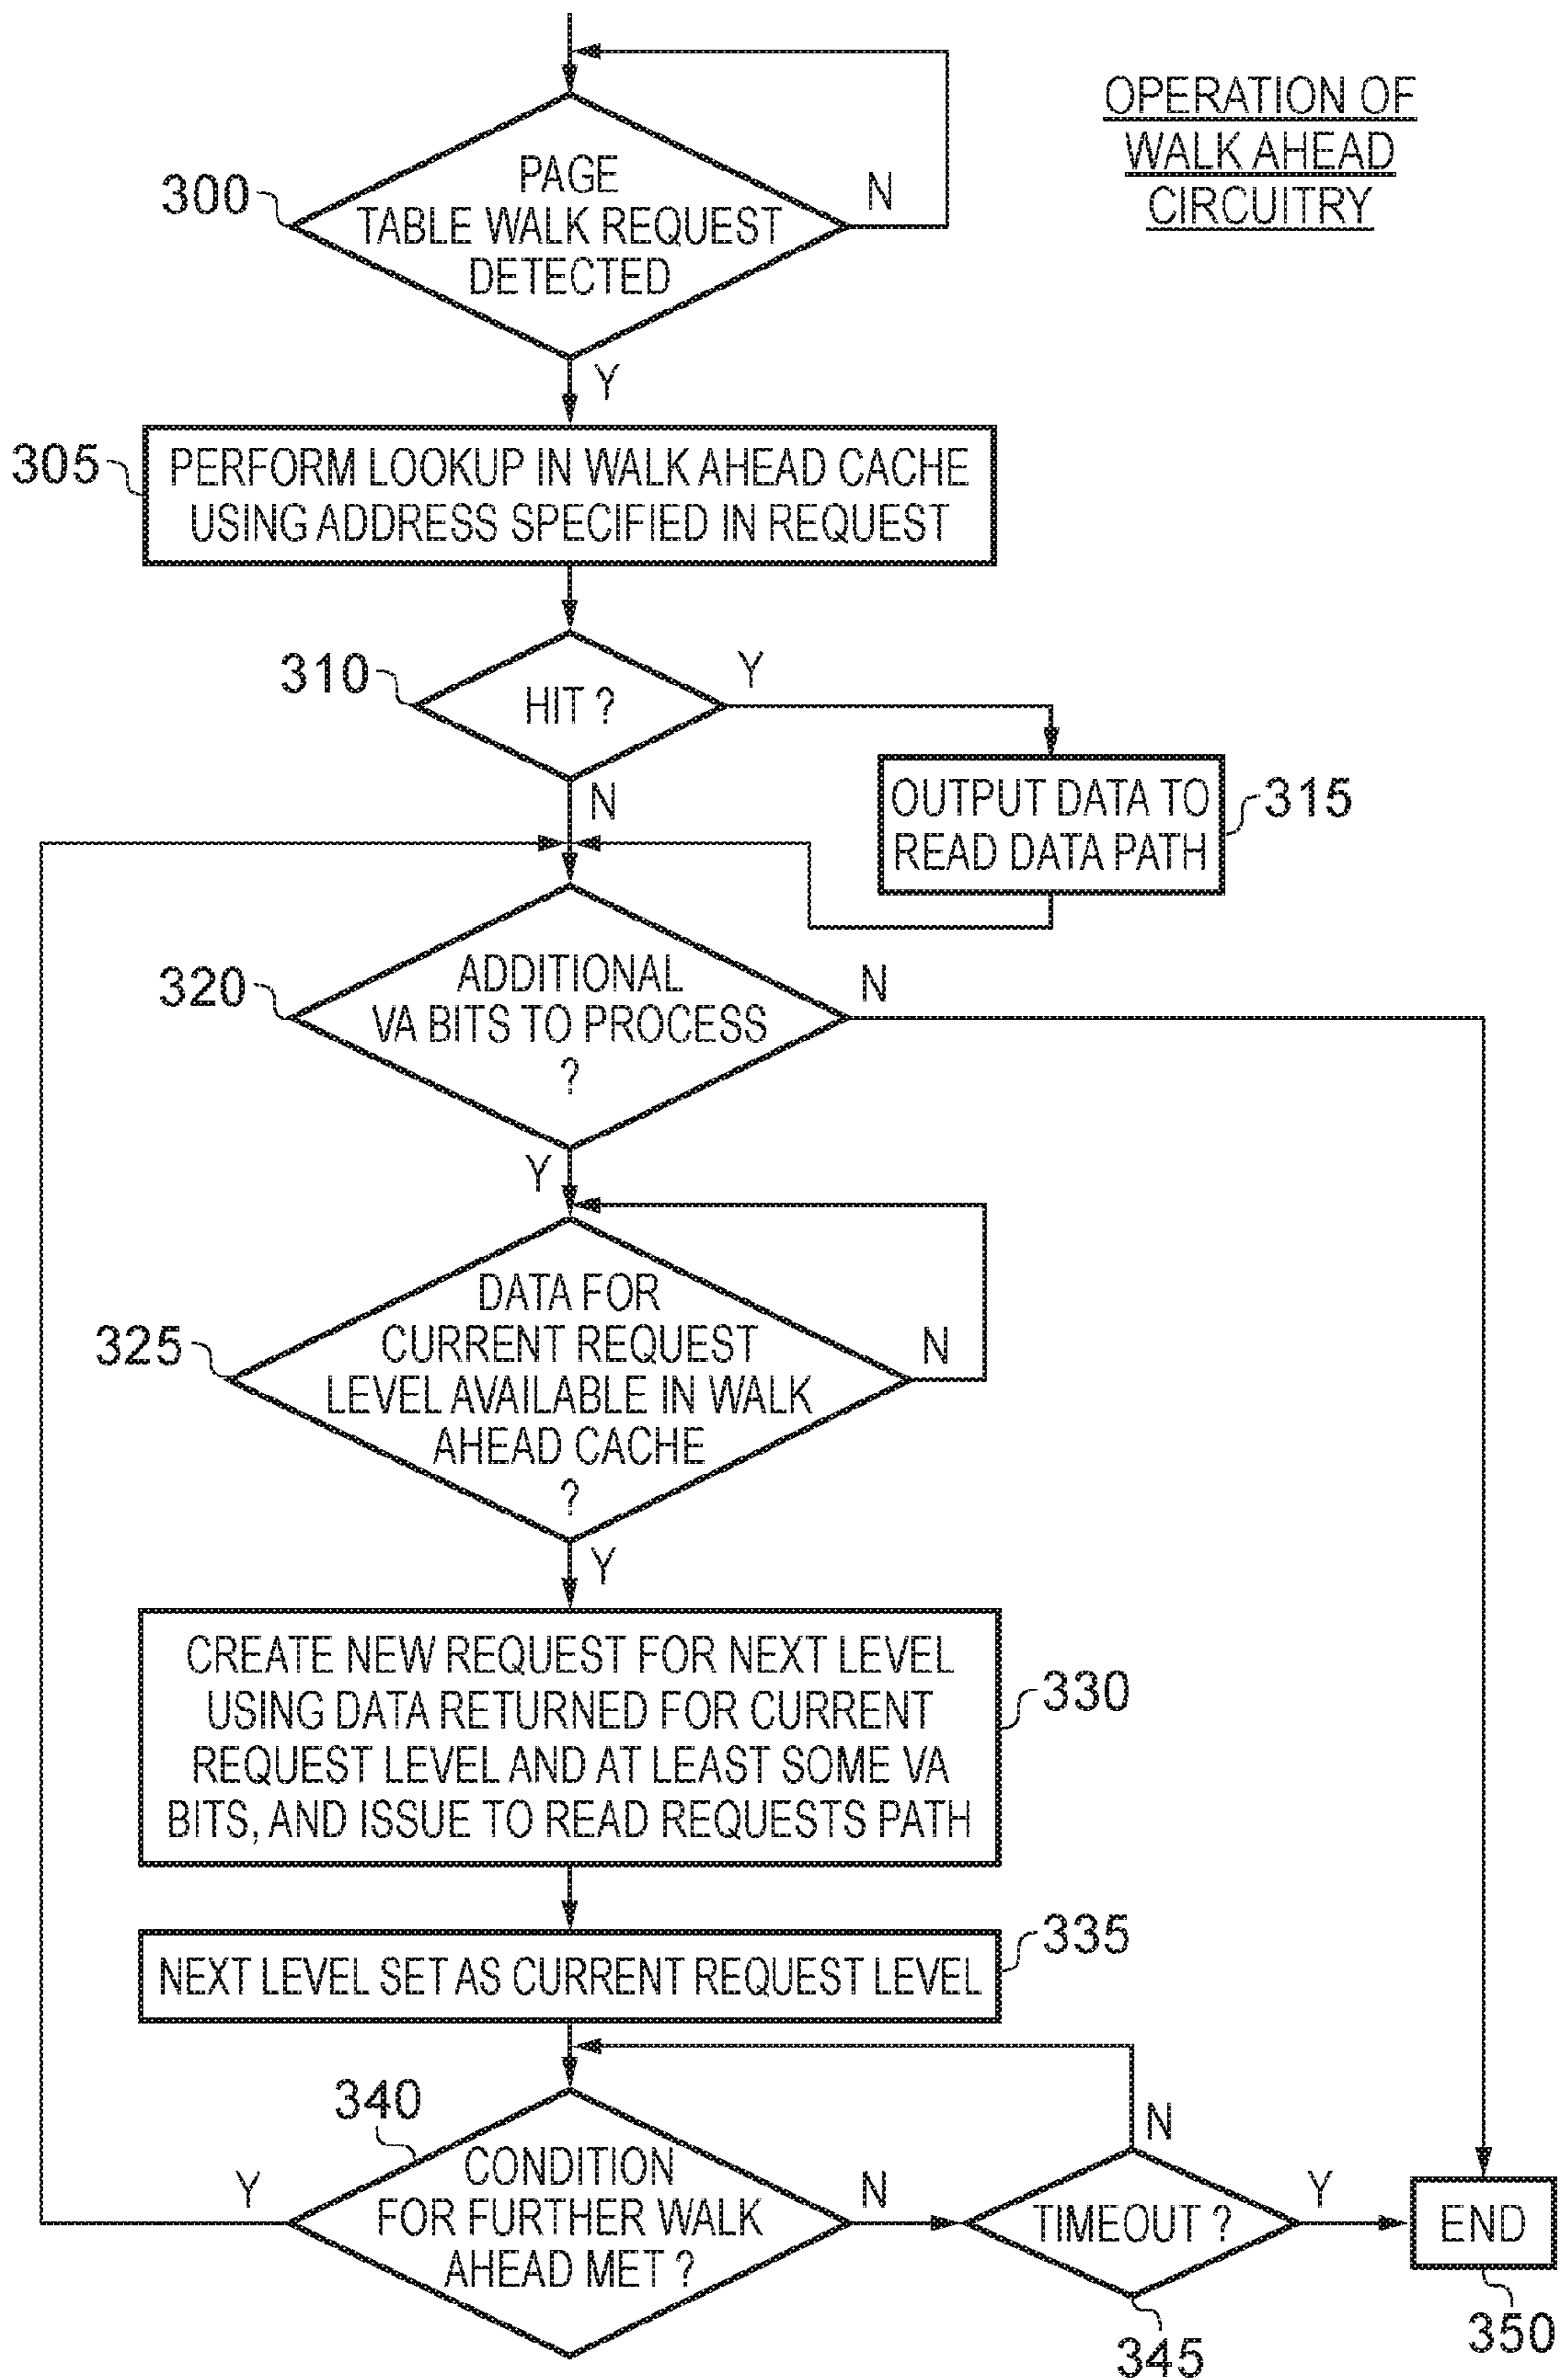 OPERATION OF
WALK AHEAD
CIRCUITRY
300
PAGE
TABLE WALK REQUEST
DETECTED
N
Y
305
PERFORM LOOKUP IN WALK AHEAD CACHE
USING ADDRESS SPECIFIED IN REQUEST
310
HIT ?
Y
N
OUTPUT DATA TO
READ DATA PATH
315
320
ADDITIONAL
VA BITS TO PROCESS
?
N
Y
325
DATA FOR
CURRENT REQUEST
LEVEL AVAILABLE IN WALK
AHEAD CACHE
?
N
Y
CREATE NEW REQUEST FOR NEXT LEVEL
USING DATA RETURNED FOR CURRENT
REQUEST LEVEL AND AT LEAST SOME VA
BITS, AND ISSUE TO READ REQUESTS PATH
330
NEXT LEVEL SET AS CURRENT REQUEST LEVEL
335
340
CONDITION
FOR FURTHER WALK
AHEAD MET ?
Y
N
TIMEOUT ?
N
Y
345
END
350